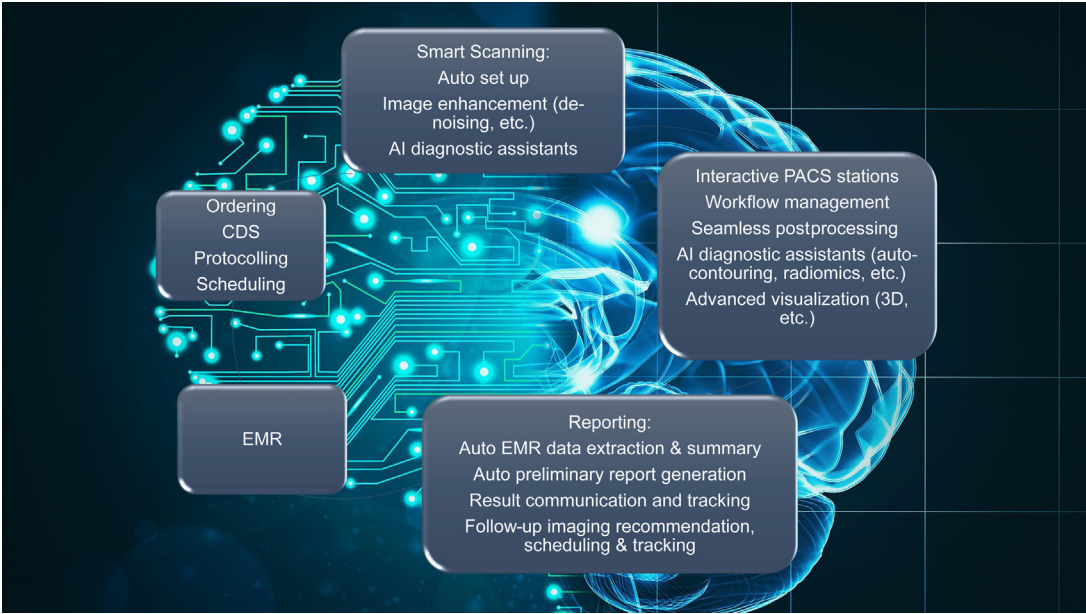 Smart Scanning:
Auto set up
Image enhancement (de-
noising, etc.)
AI diagnostic assistants
Ordering
CDS
Protocolling
Scheduling
Interactive PACS stations
Workflow management
Seamless postprocessing
AI diagnostic assistants (auto-
contouring, radiomics, etc.)
Advanced visualization (3D,
etc.)
EMR
Reporting:
Auto EMR data extraction & summary
Auto preliminary report generation
Result communication and tracking
Follow-up imaging recommendation,
scheduling & tracking